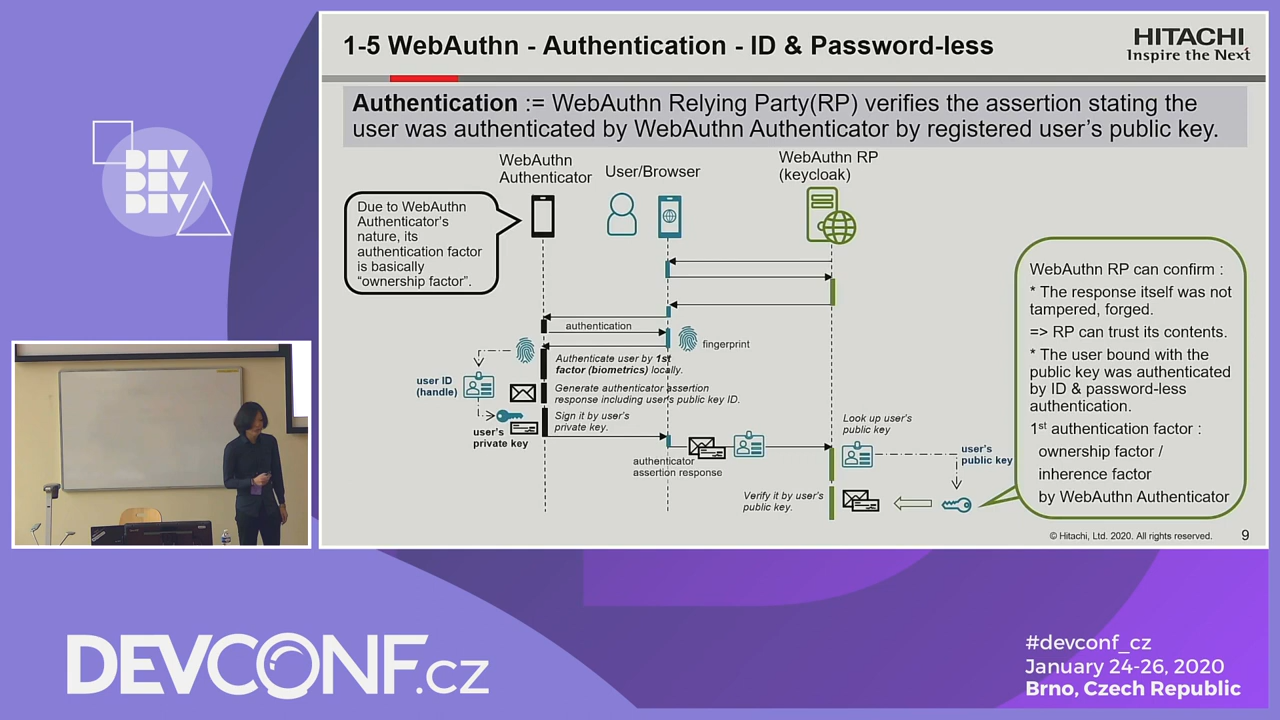 1-5 WebAuthn - Authentication - ID & Password-less
HITACHI
Inspire the Next
Authentication := WebAuthn Relying Party(RP) verifies the assertion stating the
user was authenticated by WebAuthn Authenticator by registered user's public key.
WebAuthn
Authenticator
User/Browser
WebAuthn RP
(keycloak)
Due to WebAuthn
Authenticator's
nature, its
authentication factor
is basically
"ownership factor".
authentication
fingerprint
Authenticate user by 1st
factor (biometrics) locally.
user ID
(handle)
Generate authenticator assertion
response including user's public key ID.
Sign it by user's
private key.
user's
private key
authenticator
assertion response
Look up user's
public key
user's
public key
Verify it by user's
public key.
WebAuthn RP can confirm :
* The response itself was not
tampered, forged.
=> RP can trust its contents.
* The user bound with the
public key was authenticated
by ID & password-less
authentication.
1st authentication factor :
ownership factor /
inherence factor
by WebAuthn Authenticator
© Hitachi, Ltd. 2020. All rights reserved.
9
DEV
DEV
DEV
DEVCONF.cz
#devconf_cz
January 24-26, 2020
Brno, Czech Republic